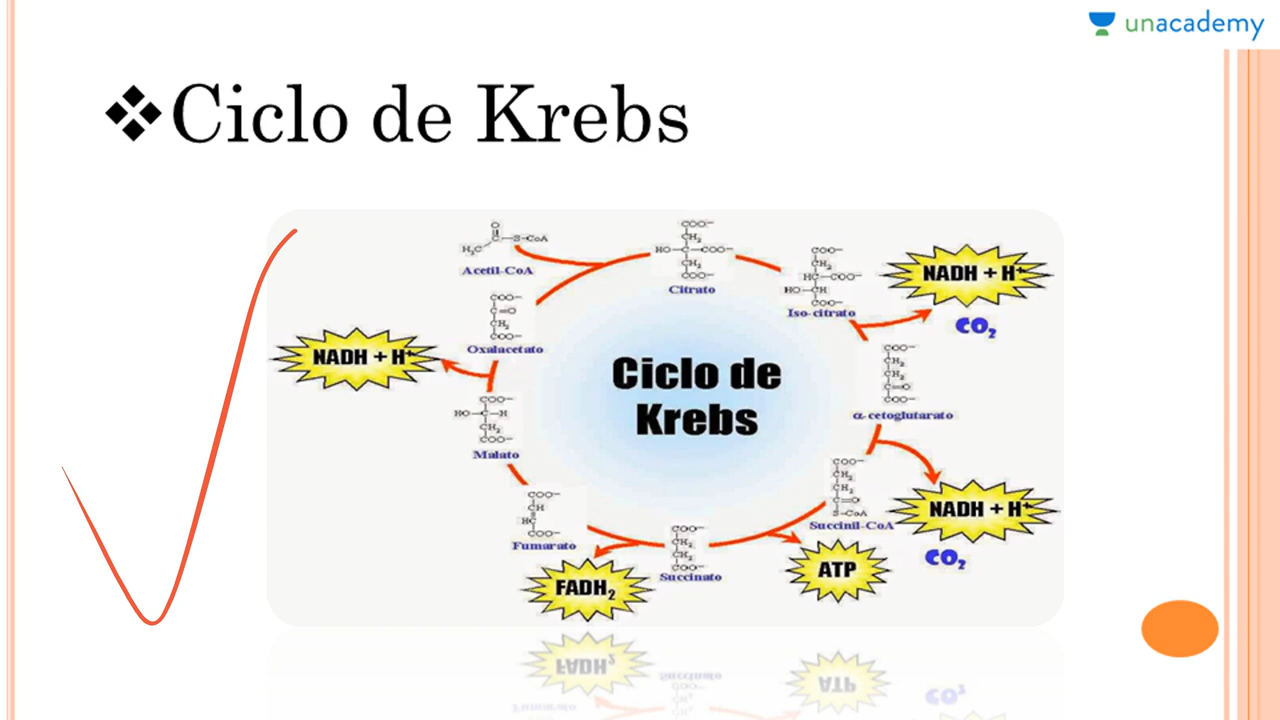 unacademy
❖Ciclo de Krebs
Acetil-CoA
Citrato
Iso-citrato
NADH + H⁺
CO₂
α-cetoglutarato
NADH + H⁺
CO₂
Succinil-CoA
ATP
Succinato
FADH₂
Fumarato
Malato
NADH + H⁺
Oxalacetato
Ciclo de
Krebs